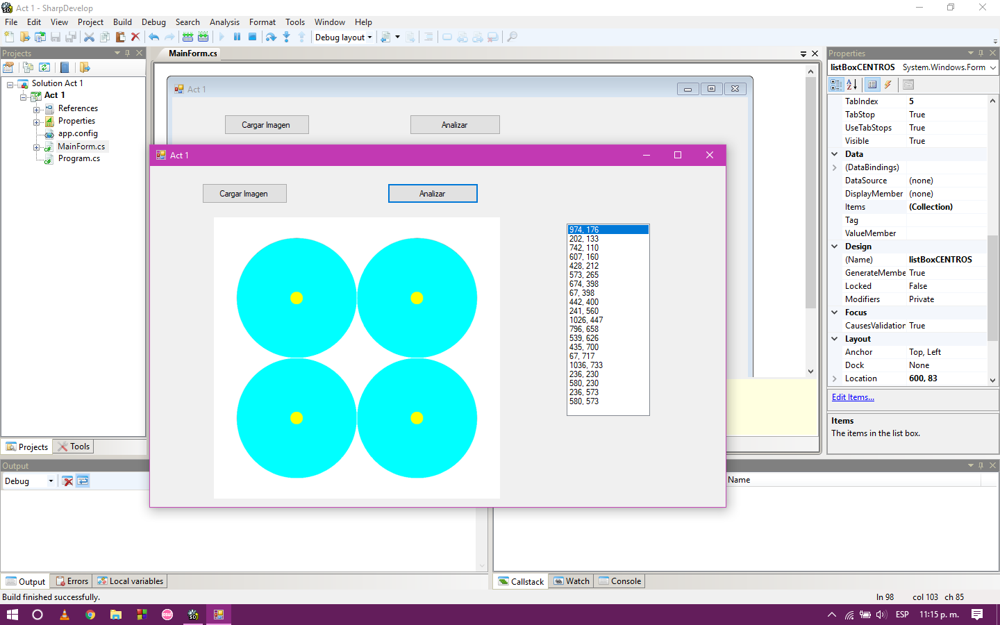 Act 1 - SharpDevelop
File Edit View Project Build Debug Search Analysis Format Tools Window Help
Debug layout
Projects
Solution Act 1
Act 1
References
Properties
app.config
MainForm.cs
Program.cs
Projects Tools
MainForm.cs
Act 1
Cargar Imagen Analizar
Act 1
Cargar Imagen Analizar
974, 176
202, 133
742, 110
607, 160
428, 212
573, 265
674, 398
67, 398
442, 400
241, 560
1026, 447
796, 658
539, 626
435, 700
67, 717
1036, 733
236, 230
580, 230
236, 573
580, 573
Properties
listBoxCENTROS System.Windows.Form
TabIndex 5
TabStop True
UseTabStops True
Visible True
Data
(DataBindings)
DataSource (none)
DisplayMember (none)
Items (Collection)
Tag
ValueMember
Design
(Name) listBoxCENTROS
GenerateMembe True
Locked False
Modifiers Private
Focus
CausesValidation True
Layout
Anchor Top, Left
Dock None
Location 600, 83
Edit Items...
Items
The items in the list box.
Output
Debug
Output Errors Local variables
Name
Callstack Watch Console
Build finished successfully.
ln 98 col 103 ch 85
SD
osu!
SD
ESP 11:15 p. m.